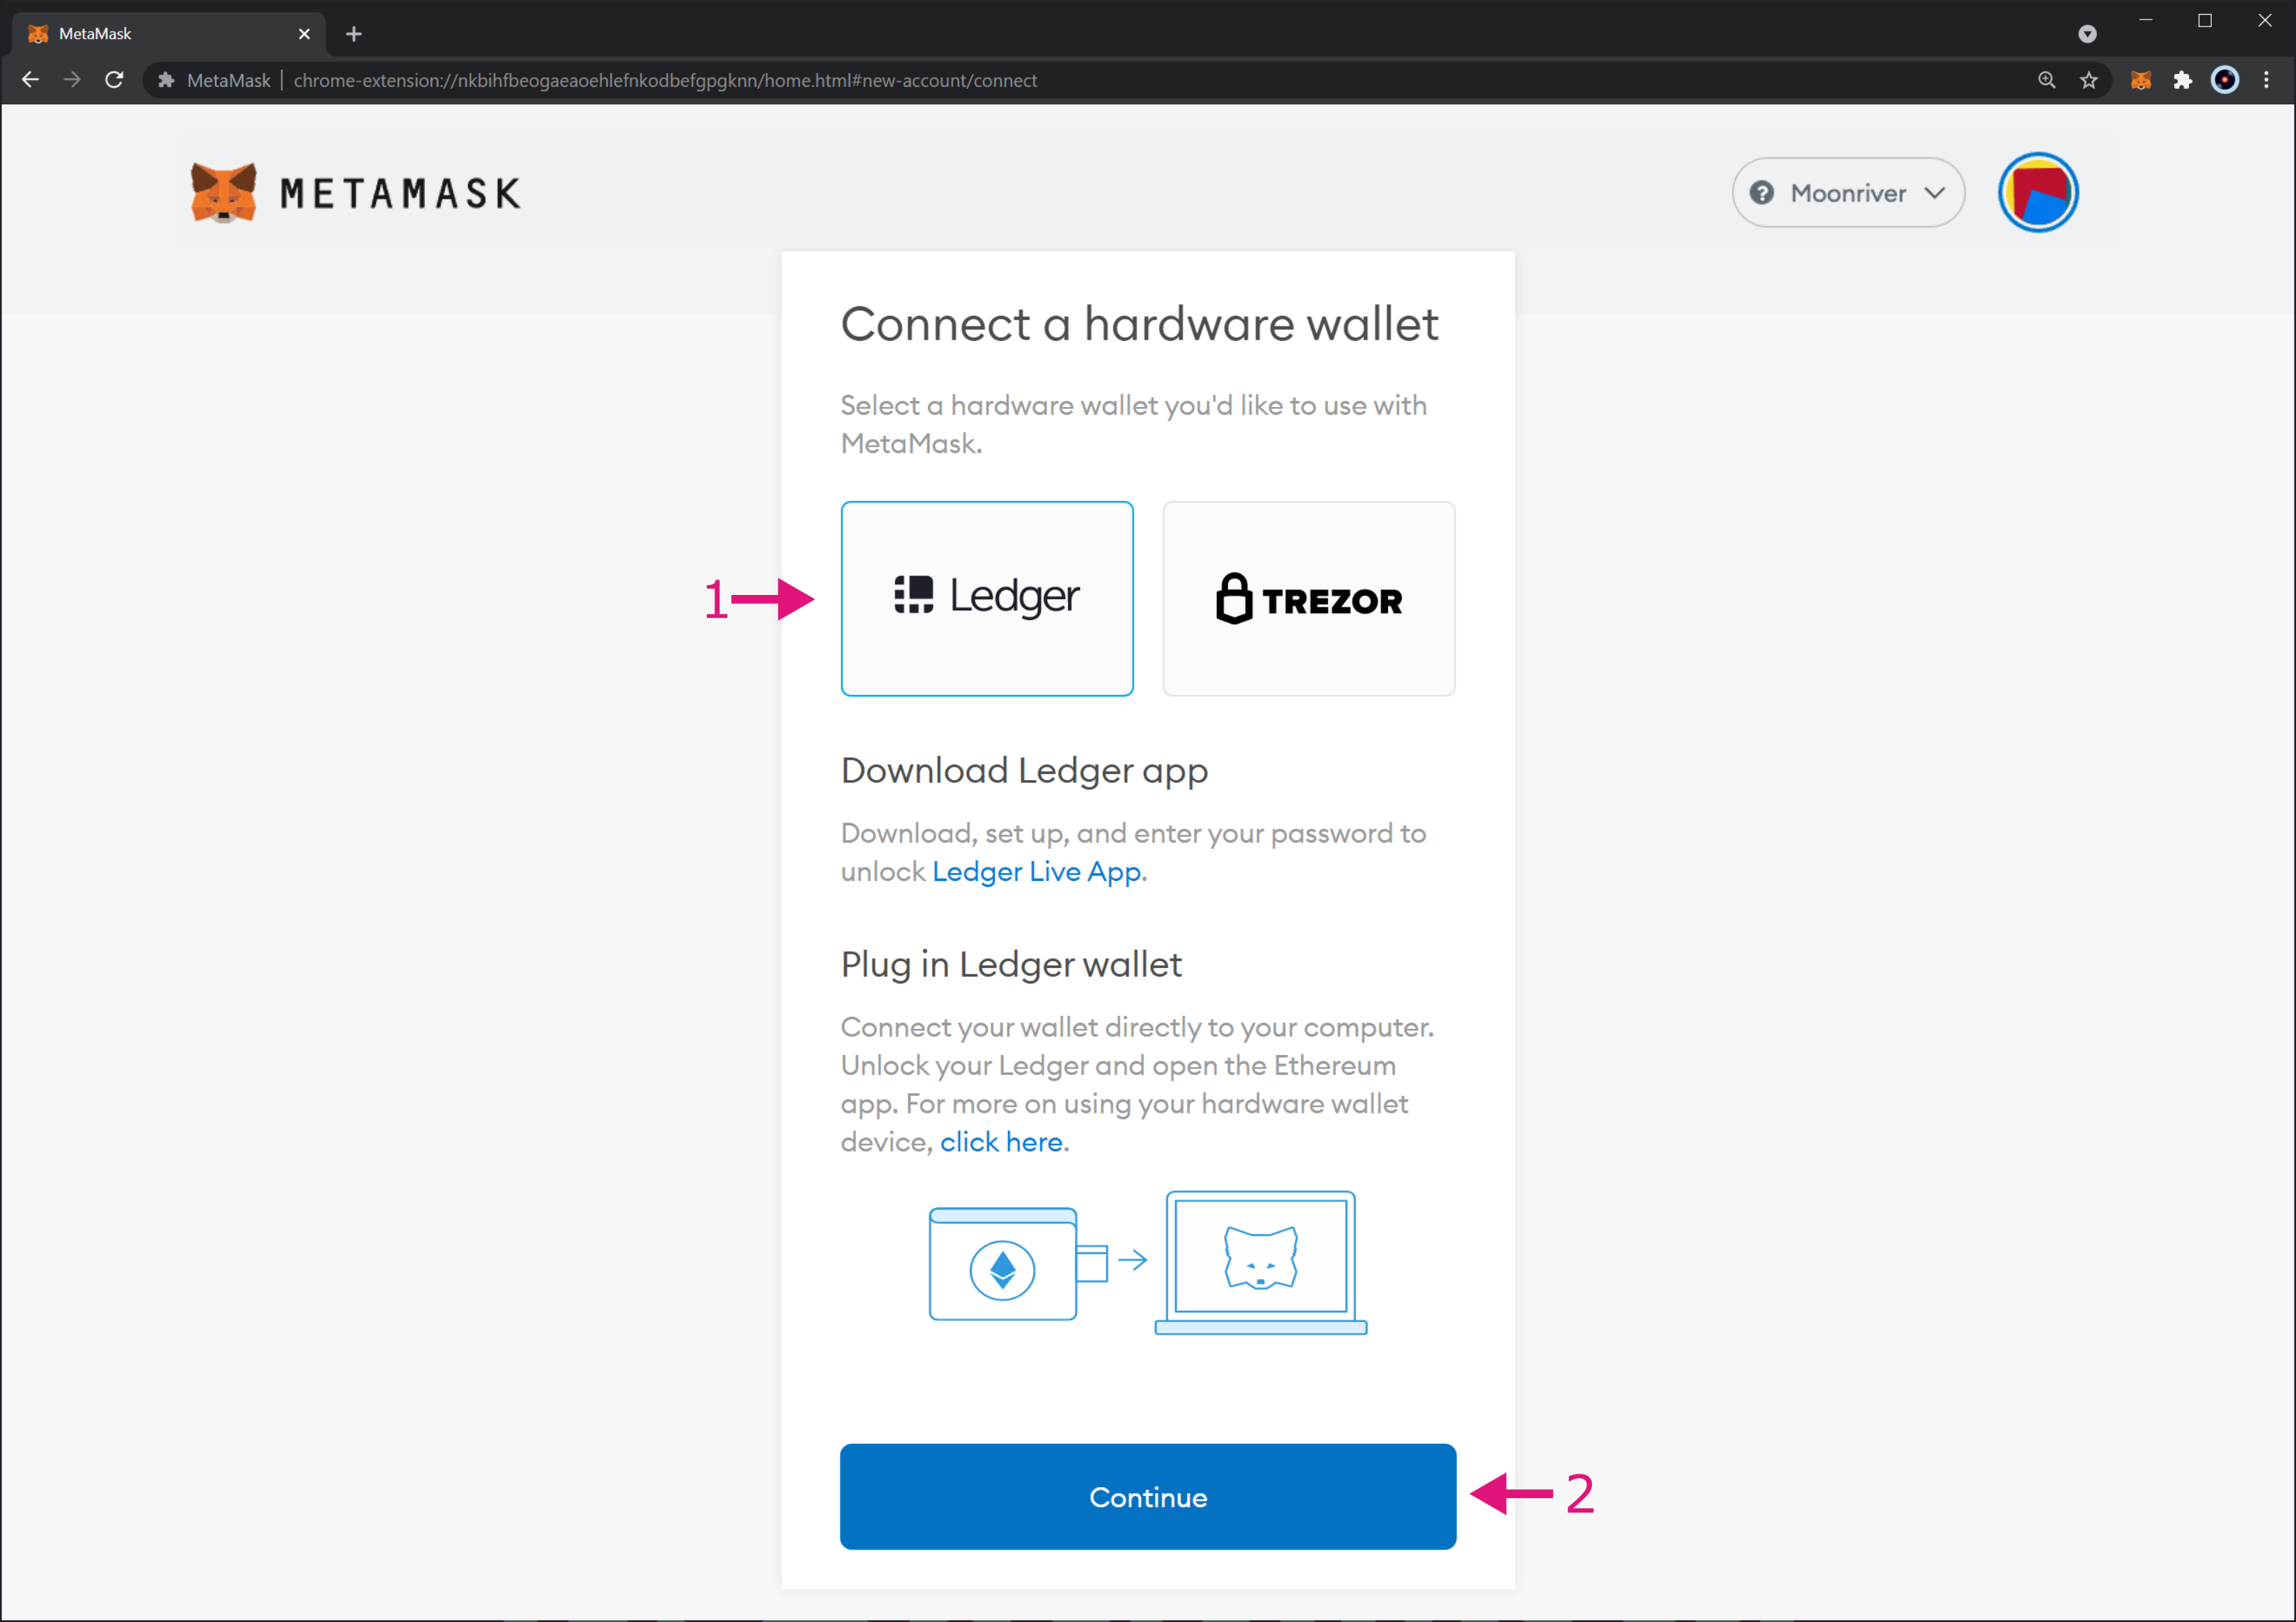 MetaMask
MetaMask | chrome-extension://nkbihfbeogaeaoehlefnkodbefgpgknn/home.html#new-account/connect
METAMASK
? Moonriver
Connect a hardware wallet
Select a hardware wallet you'd like to use with
MetaMask.
1
Ledger
TREZOR
Download Ledger app
Download, set up, and enter your password to
unlock Ledger Live App.
Plug in Ledger wallet
Connect your wallet directly to your computer.
Unlock your Ledger and open the Ethereum
app. For more on using your hardware wallet
device, click here.
Continue
2